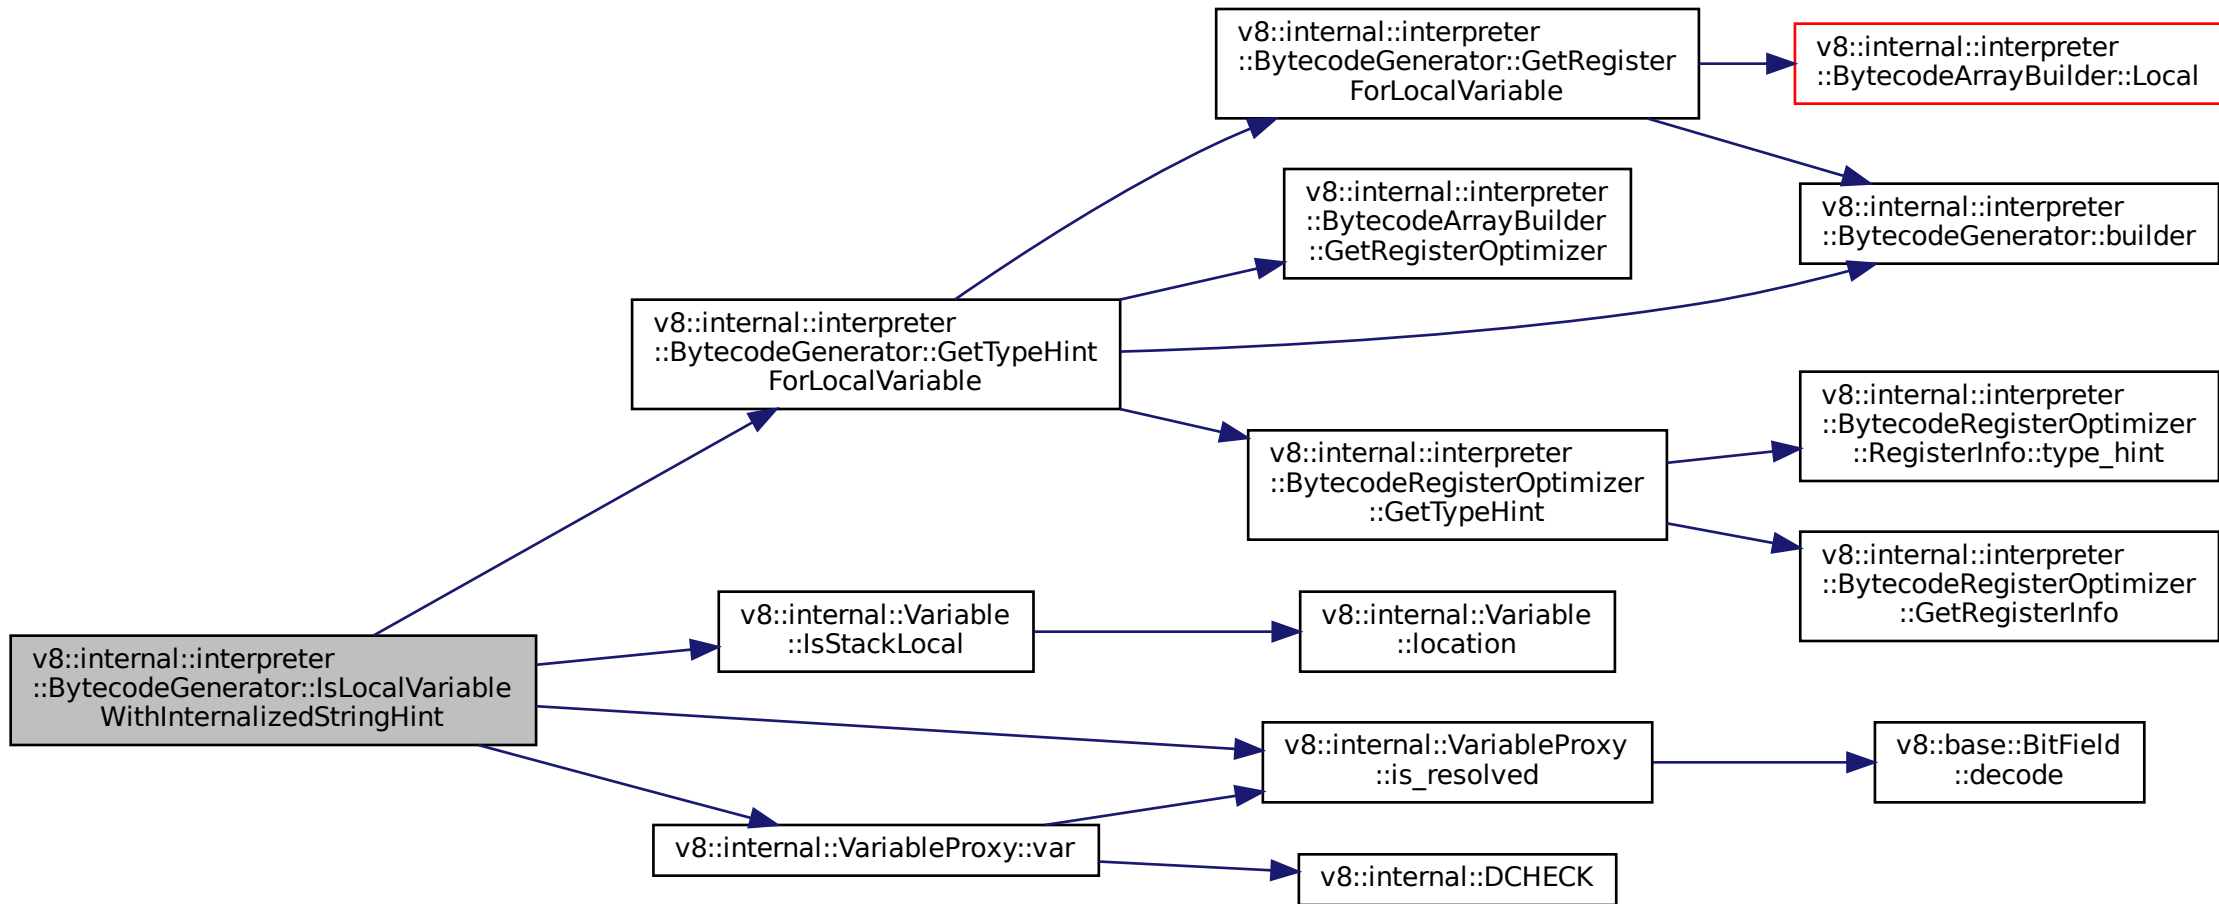 v8::internal::interpreter
::BytecodeGenerator::GetRegister
ForLocalVariable
v8::internal::interpreter
::BytecodeArrayBuilder::Local
v8::internal::interpreter
::BytecodeArrayBuilder
::GetRegisterOptimizer
v8::internal::interpreter
::BytecodeGenerator::builder
v8::internal::interpreter
::BytecodeGenerator::GetTypeHint
ForLocalVariable
v8::internal::interpreter
::BytecodeRegisterOptimizer
::RegisterInfo::type_hint
v8::internal::interpreter
::BytecodeRegisterOptimizer
::GetTypeHint
v8::internal::interpreter
::BytecodeRegisterOptimizer
::GetRegisterInfo
v8::internal::Variable
::IsStackLocal
v8::internal::Variable
::location
v8::internal::interpreter
::BytecodeGenerator::IsLocalVariable
WithInternalizedStringHint
v8::internal::VariableProxy
::is_resolved
v8::base::BitField
::decode
v8::internal::VariableProxy::var
v8::internal::DCHECK